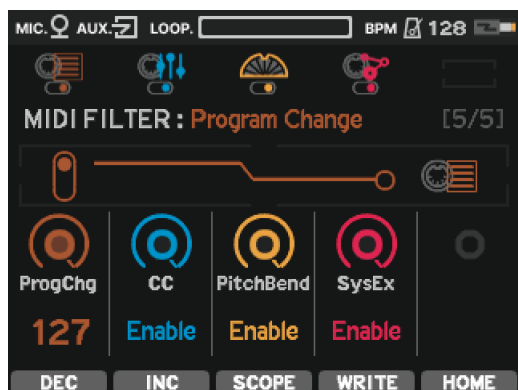 MIC. AUX. LOOP. BPM 128
MIDI FILTER : Program Change [5/5]
ProgChg CC PitchBend SysEx
127 Enable Enable Enable
DEC INC SCOPE WRITE HOME